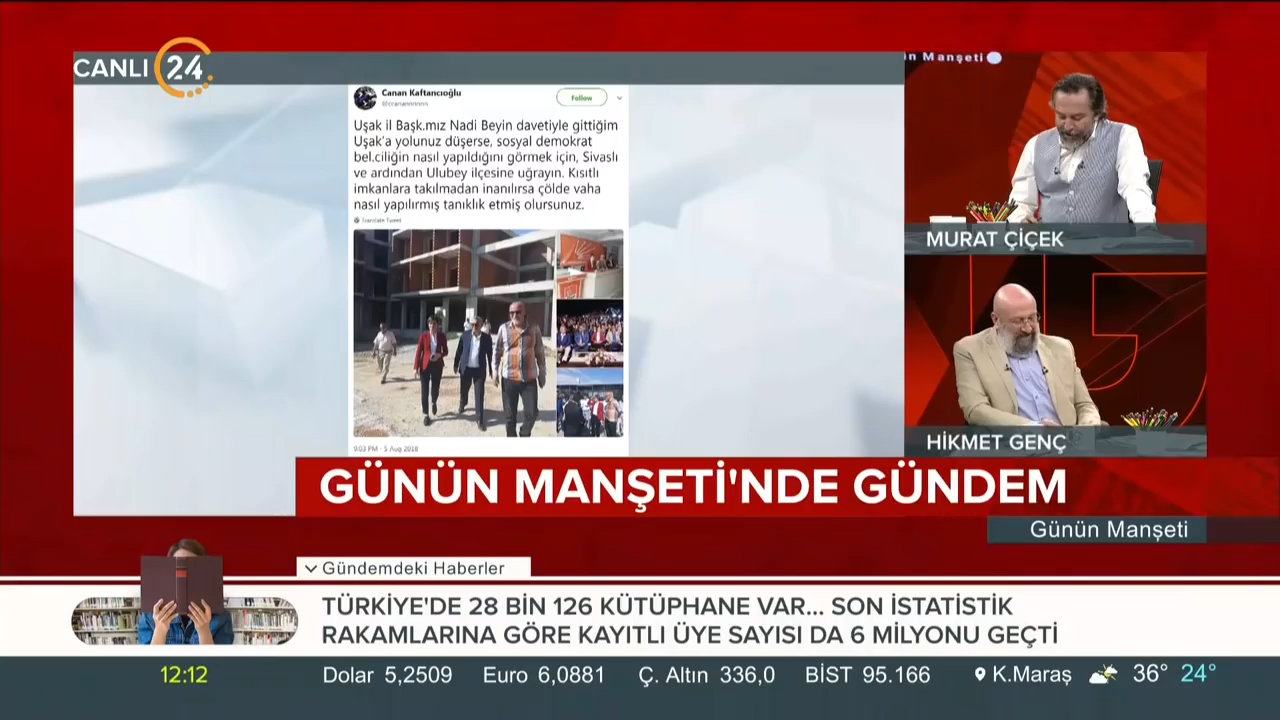 CANLI 24
in Manşeti
Canan Kaftancıoğlu
Follow
Uşak il Başk.mız Nadi Beyin davetiyle gittiğim
Uşak'a yolunuz düşerse, sosyal demokrat
bel.ciliğin nasıl yapıldığını görmek için, Sivaslı
ve ardından Ulubey ilçesine uğrayın. Kısıtlı
imkanlara takılmadan inanılırsa çölde vaha
nasıl yapılırmış tanıklık etmiş olursunuz.
Translate Tweet
9:03 PM - 5 Aug 2018
MURAT ÇİÇEK
HİKMET GENÇ
GÜNÜN MANŞETİ'NDE GÜNDEM
Günün Manşeti
Gündemdeki Haberler
TÜRKİYE'DE 28 BİN 126 KÜTÜPHANE VAR... SON İSTATİSTİK
RAKAMLARINA GÖRE KAYITLI ÜYE SAYISI DA 6 MİLYONU GEÇTİ
12:12 Dolar 5,2509 Euro 6,0881 Ç. Altın 336,0 BİST 95.166 K.Maraş 36° 24°